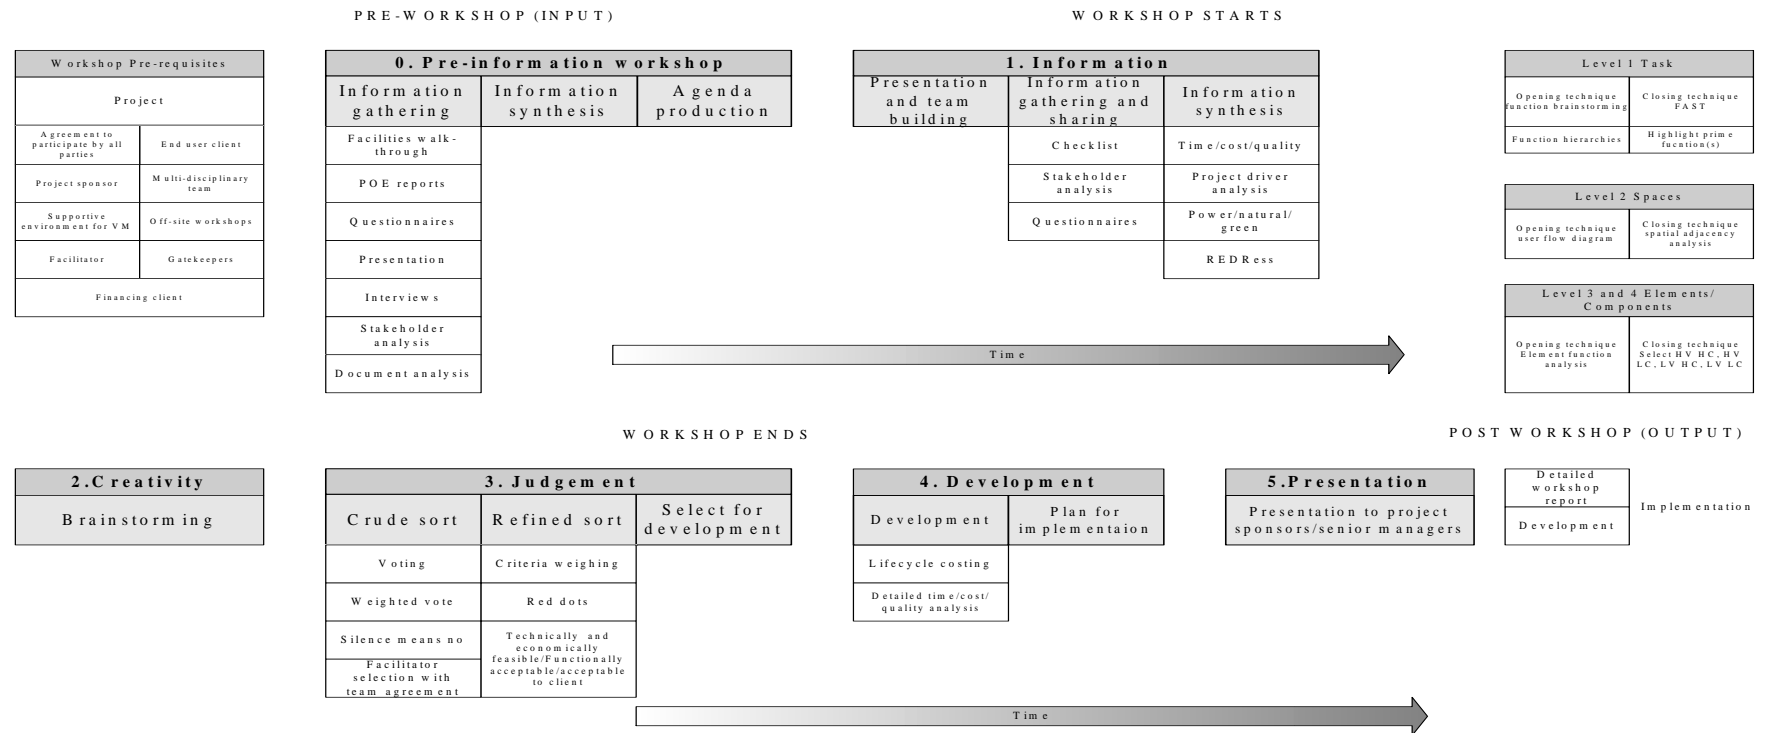 PRE-WORKSHOP (INPUT)
WORKSHOP STARTS
Workshop Pre-requisites
Project
Agreement to
participate by all
parties
End user client
Project sponsor
Multi-disciplinary
team
Supportive
environment for VM
Off-site workshops
Facilitator
Gatekeepers
Financing client
0. Pre-information workshop
Information
gathering
Information
synthesis
Agenda
production
Facilities walk-
through
POE reports
Questionnaires
Presentation
Interviews
Stakeholder
analysis
Document analysis
1. Information
Presentation
and team
building
Information
gathering and
sharing
Information
synthesis
Checklist
Time/cost/quality
Stakeholder
analysis
Project driver
analysis
Questionnaires
Power/natural/
green
REDRess
Level 1 Task
Opening technique
function brainstorming
Closing technique
FAST
Function hierarchies
Highlight prime
fucntion(s)
Level 2 Spaces
Opening technique
user flow diagram
Closing technique
spatial adjacency
analysis
Level 3 and 4 Elements/
Components
Opening technique
Element function
analysis
Closing technique
Select HV HC, HV
LC, LV HC, LV LC
Time
WORKSHOP ENDS
POST WORKSHOP (OUTPUT)
2.Creativity
Brainstorming
3. Judgement
Crude sort
Refined sort
Select for
development
Voting
Criteria weighing
Weighted vote
Red dots
Silence means no
Facilitator
selection with
team agreement
Technically and
economically
feasible/Functionally
acceptable/acceptable
to client
4. Development
Development
Plan for
implementaion
Lifecycle costing
Detailed time/cost/
quality analysis
5.Presentation
Presentation to project
sponsors/senior managers
Detailed
workshop
report
Development
Implementation
Time